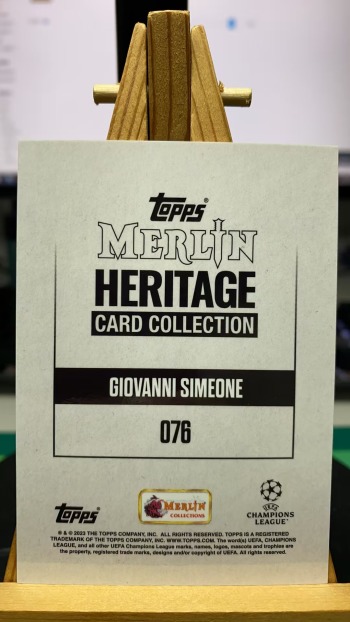 Topps®
MERLIN
HERITAGE
CARD COLLECTION
GIOVANNI SIMEONE
076
Topps®
MERLIN
COLLECTIONS
UEFA
CHAMPIONS
LEAGUE™
® & © 2023 THE TOPPS COMPANY, INC. ALL RIGHTS RESERVED. TOPPS IS A REGISTERED
TRADEMARK OF THE TOPPS COMPANY, INC. WWW.TOPPS.COM. The word(s) UEFA, CHAMPIONS
LEAGUE, and all other UEFA Champions League marks, names, logos, mascots and trophies are
the property, registered trade marks, designs and/or copyright of UEFA. All rights reserved.